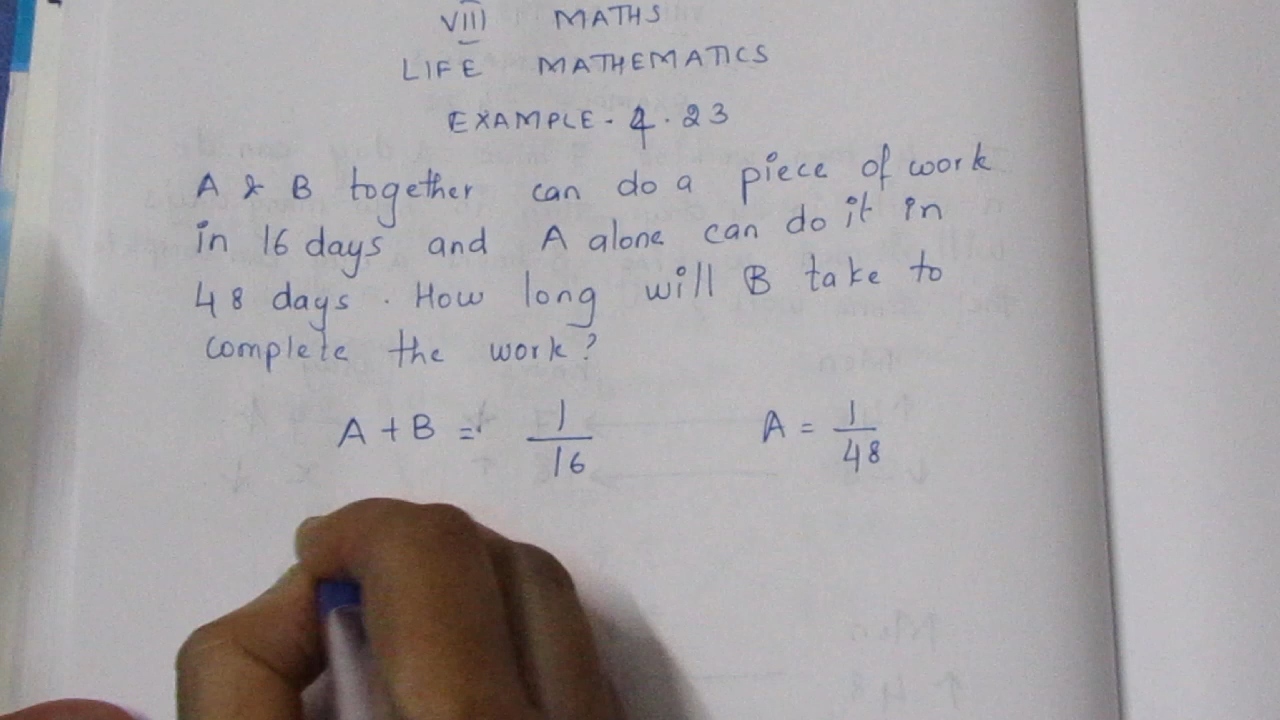 VIII MATHS
LIFE MATHEMATICS
EXAMPLE - 4.23
A & B together can do a piece of work
in 16 days and A alone can do it in
48 days. How long will B take to
complete the work?
A + B = 1/16 A = 1/48